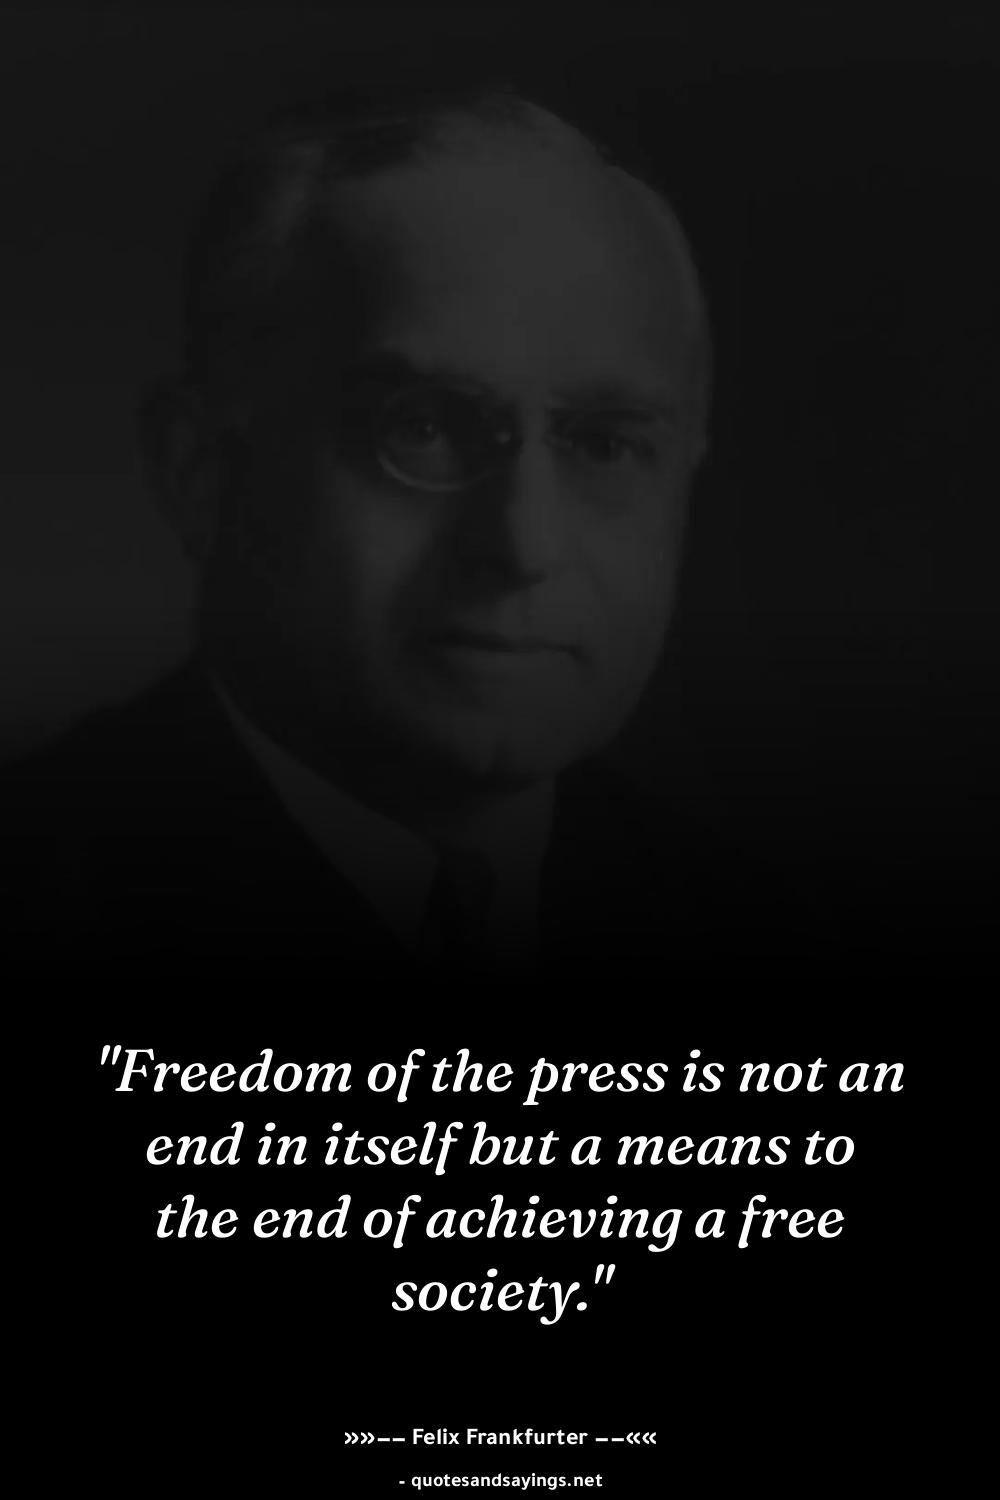 "Freedom of the press is not an
end in itself but a means to
the end of achieving a free
society."
»»−− Felix Frankfurter −−««
- quotesandsayings.net